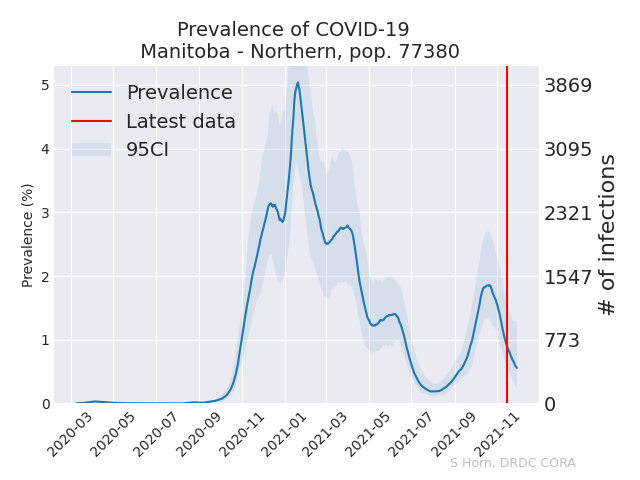 Prevalence of COVID-19
Manitoba - Northern, pop. 77380
Prevalence
Latest data
95CI
Prevalence (%)
5
4
3
2
1
0
3869
3095
2321
1547
773
0
# of infections
2020-03
2020-05
2020-07
2020-09
2020-11
2021-01
2021-03
2021-05
2021-07
2021-09
2021-11
S Horn, DRDC CORA